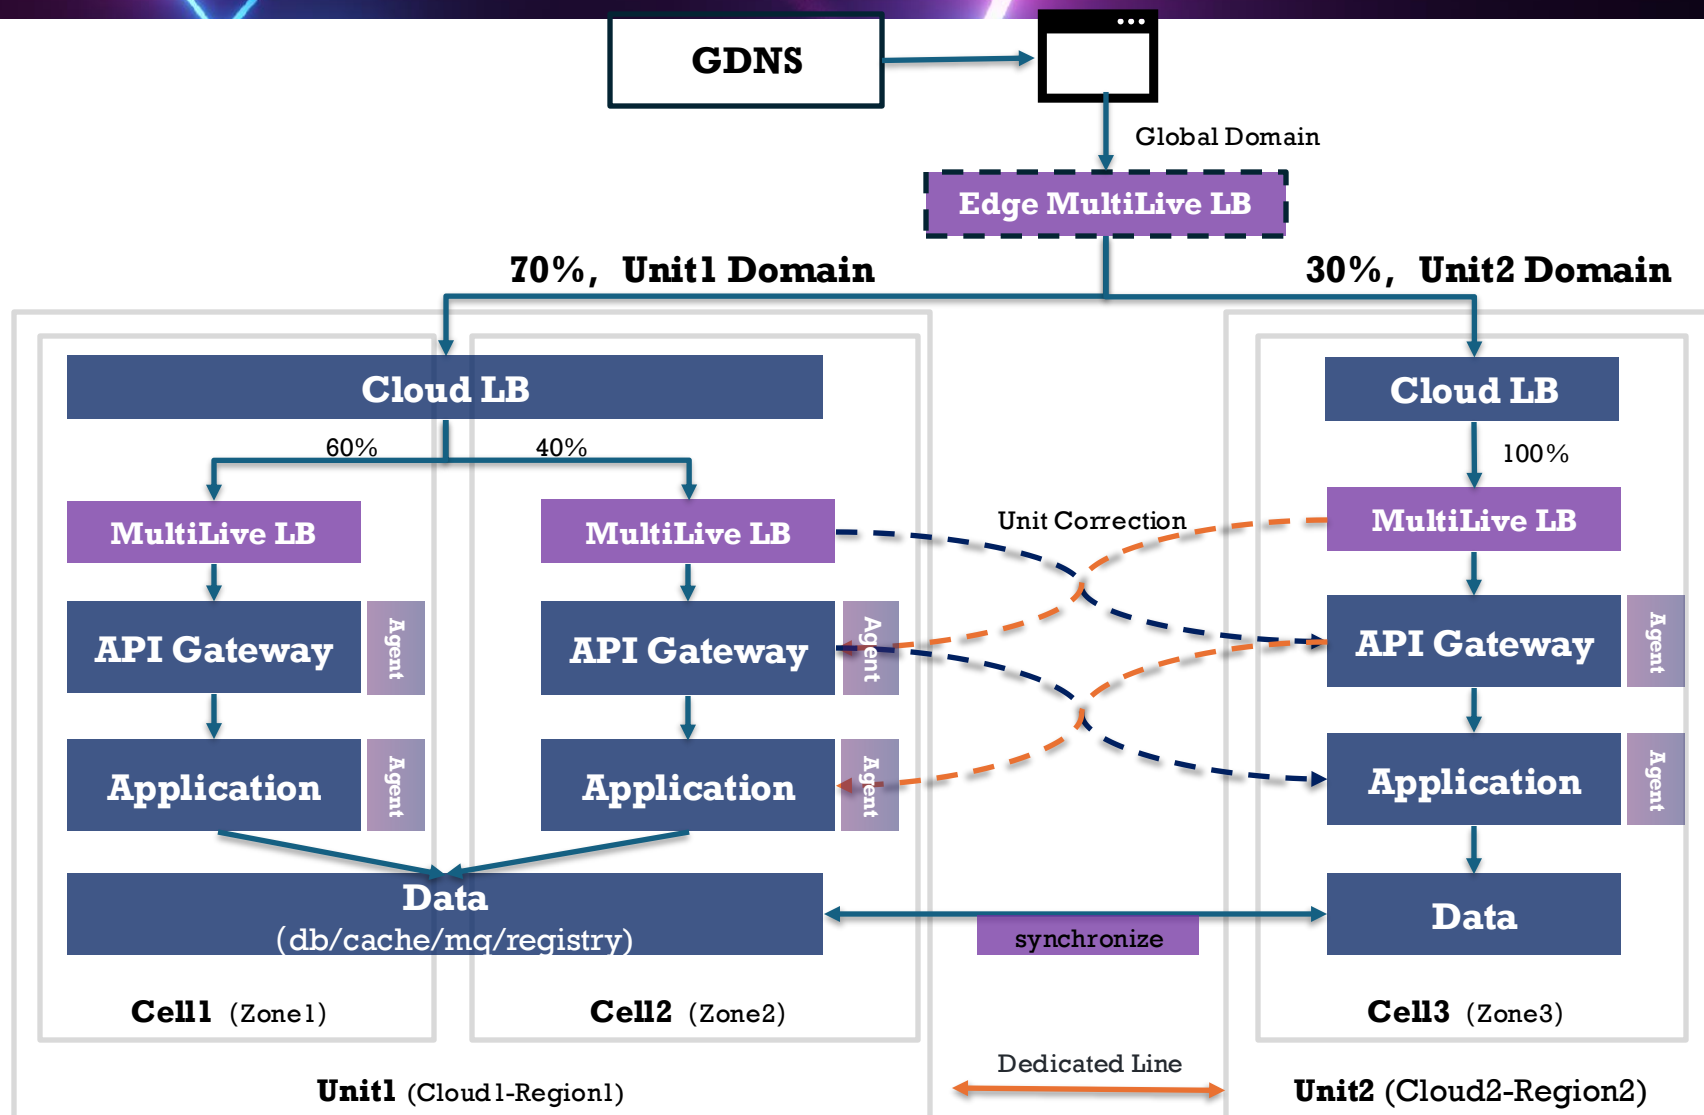 GDNS
Global Domain
Edge MultiLive LB
70%, Unit1 Domain
30%, Unit2 Domain
Cloud LB
Cloud LB
60%
40%
100%
MultiLive LB
MultiLive LB
Unit Correction
MultiLive LB
API Gateway
Agent
API Gateway
Agent
API Gateway
Agent
Application
Agent
Application
Agent
Application
Agent
Data
(db/cache/mq/registry)
synchronize
Data
Cell1 (Zone1)
Cell2 (Zone2)
Cell3 (Zone3)
Dedicated Line
Unit1 (Cloud1-Region1)
Unit2 (Cloud2-Region2)